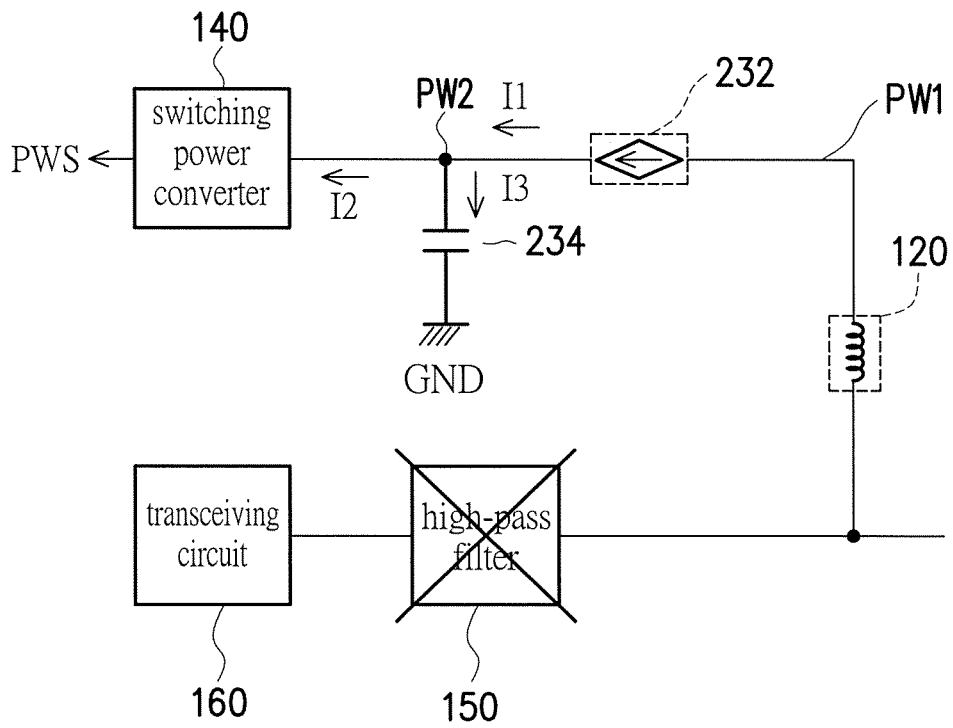 140
232
PW2
I1
PW1
switching
power
converter
PWS
I2
I3
234
120
GND
transceiving
circuit
high-pass
filter
160
150